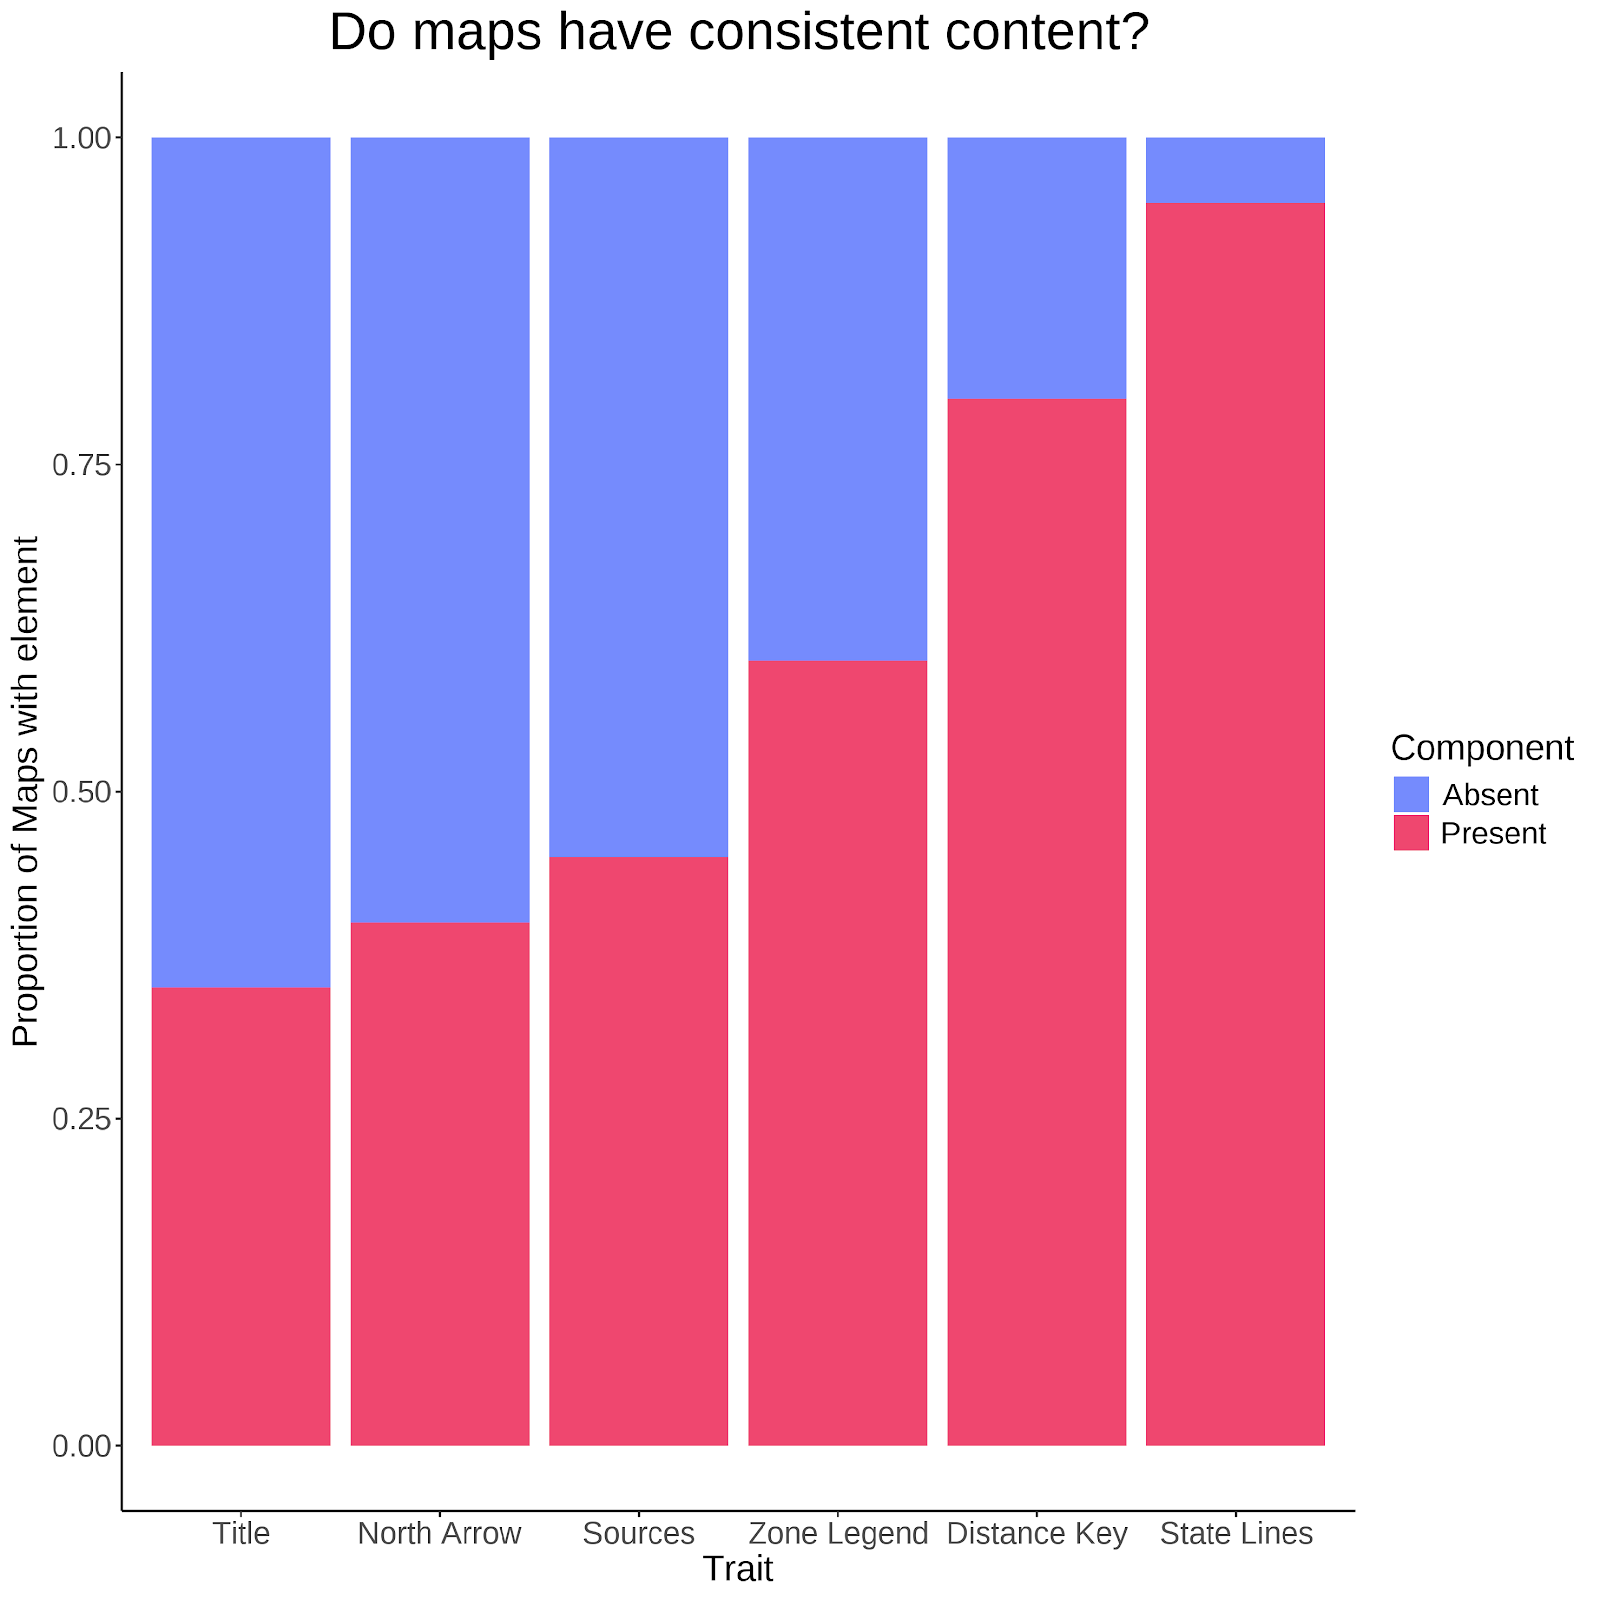 Do maps have consistent content?
Proportion of Maps with element
1.00
0.75
0.50
0.25
0.00
Title
North Arrow
Sources
Zone Legend
Distance Key
State Lines
Trait
Component
Absent
Present